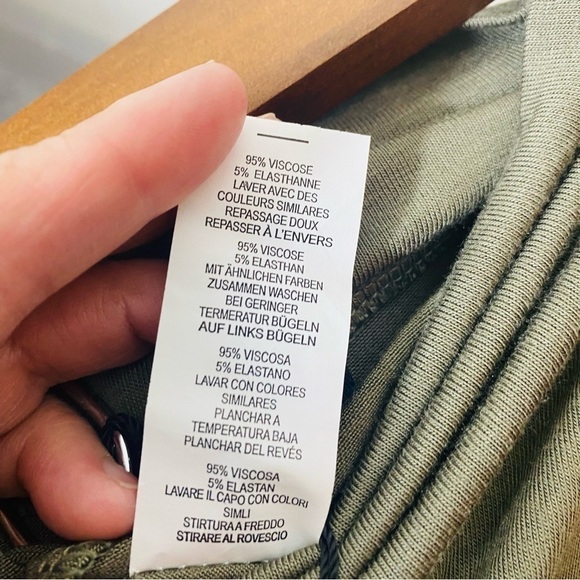 95% VISCOSE
5% ELASTHANNE
LAVER AVEC DES
COULEURS SIMILARES
REPASSAGE DOUX
REPASSER À L'ENVERS
95% VISCOSE
5% ELASTHAN
MIT ÄHNLICHEN FARBEN
ZUSAMMEN WASCHEN
BEI GERINGER
TERMERATUR BÜGELN
AUF LINKS BÜGELN
95% VISCOSA
5% ELASTANO
LAVAR CON COLORES
SIMILARES
PLANCHAR A
TEMPERATURA BAJA
PLANCHAR DEL REVÉS
95% VISCOSA
5% ELASTAN
LAVARE IL CAPO CON COLORI
SIMLI
STIRTURA A FREDDO
STIRARE AL ROVESCIO